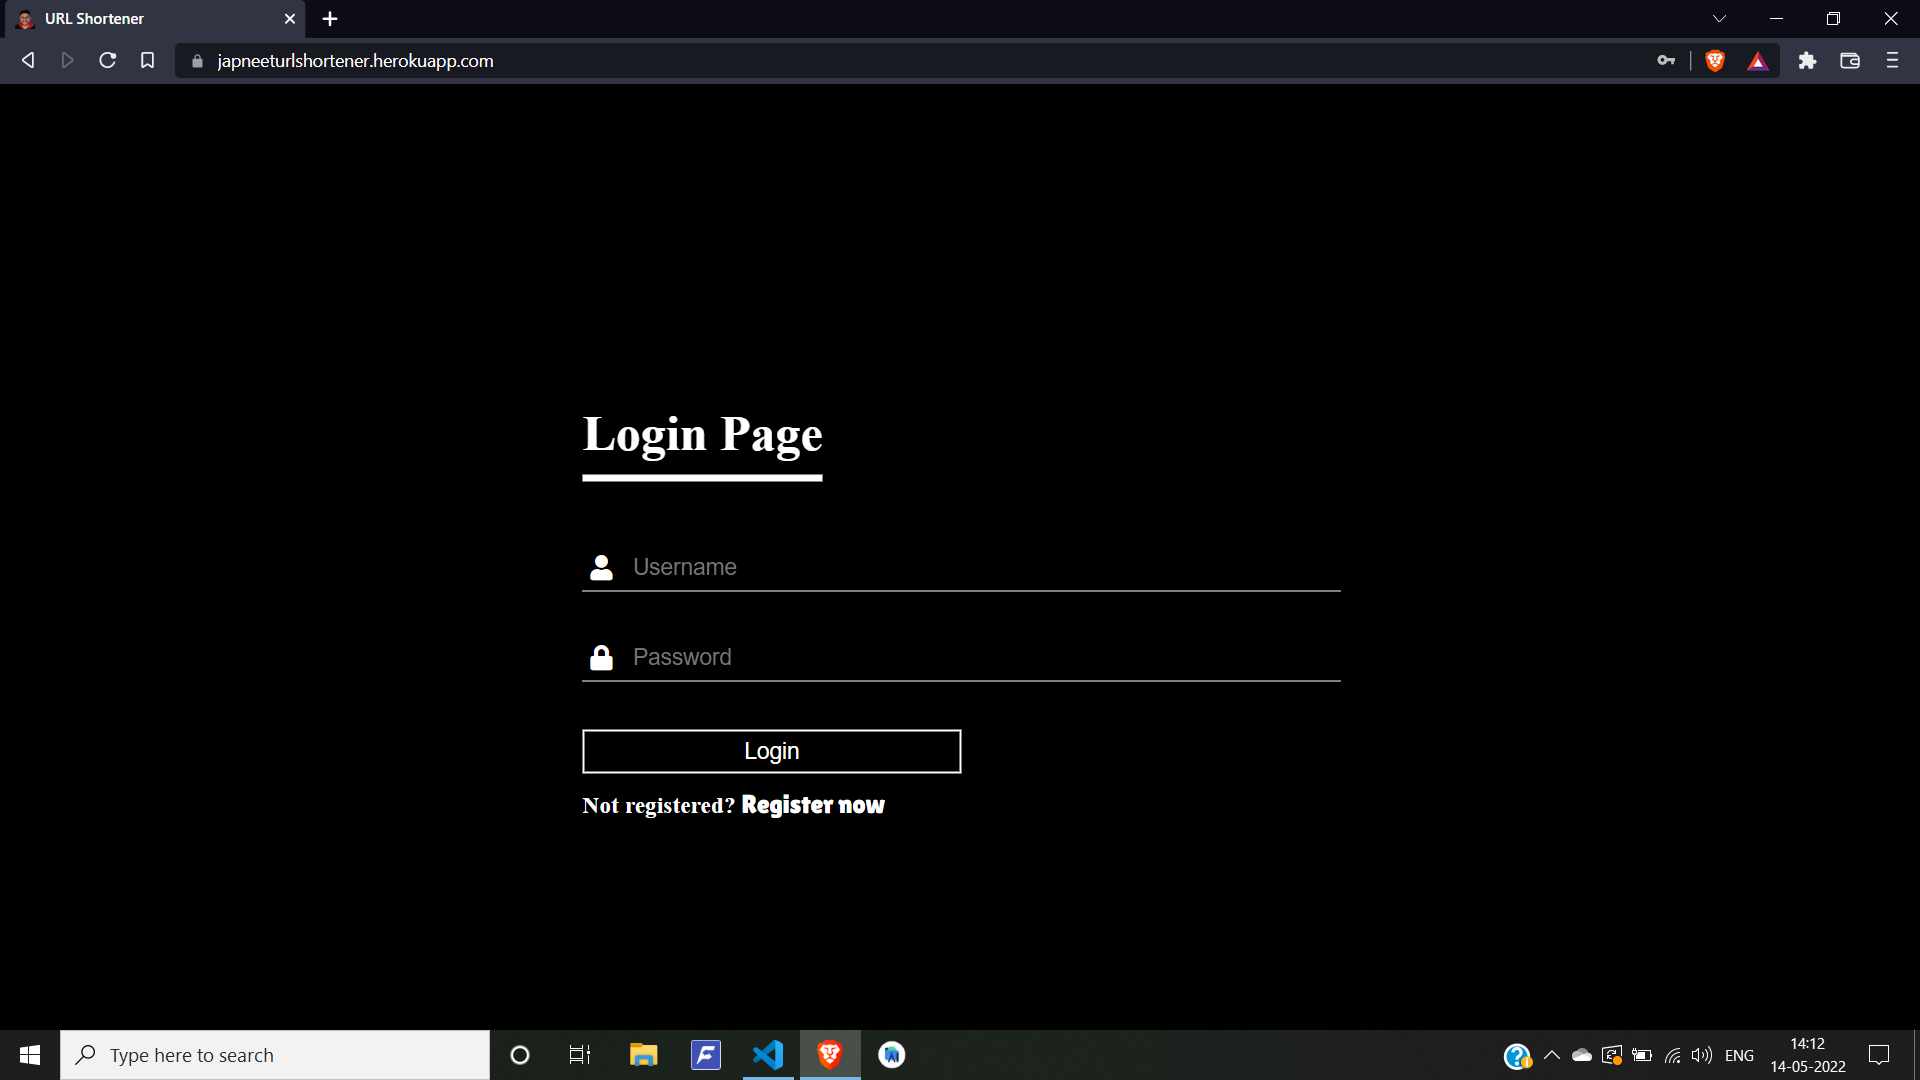 URL Shortener
japneeturlshortener.herokuapp.com
Login Page
Username
Password
Login
Not registered? Register now
Type here to search
ENG
14:12
14-05-2022